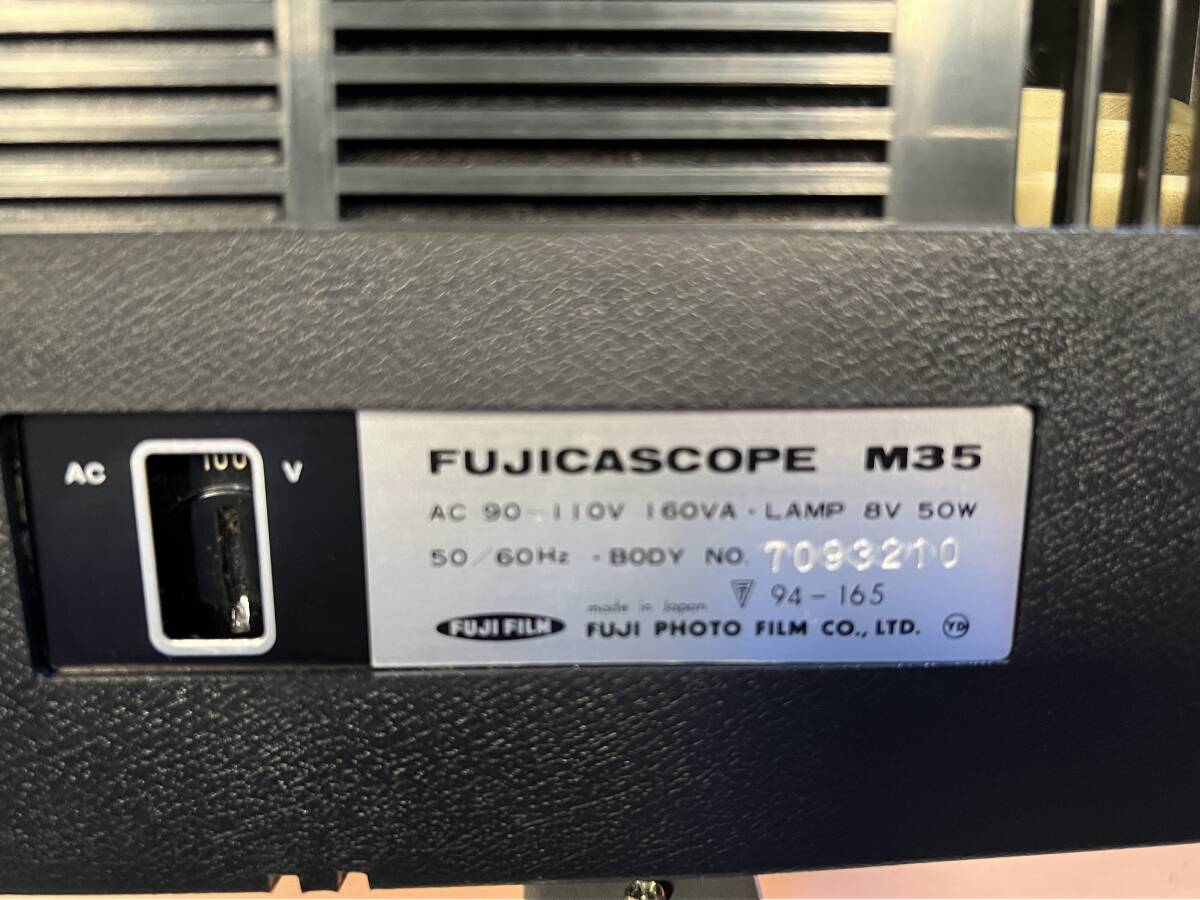 AC 100 V
FUJICASCOPE M35
AC 90-110V 160VA · LAMP 8V 50W
50/60Hz · BODY NO. 7093210
made in Japan T 94-165
FUJI FILM FUJI PHOTO FILM CO., LTD. YD